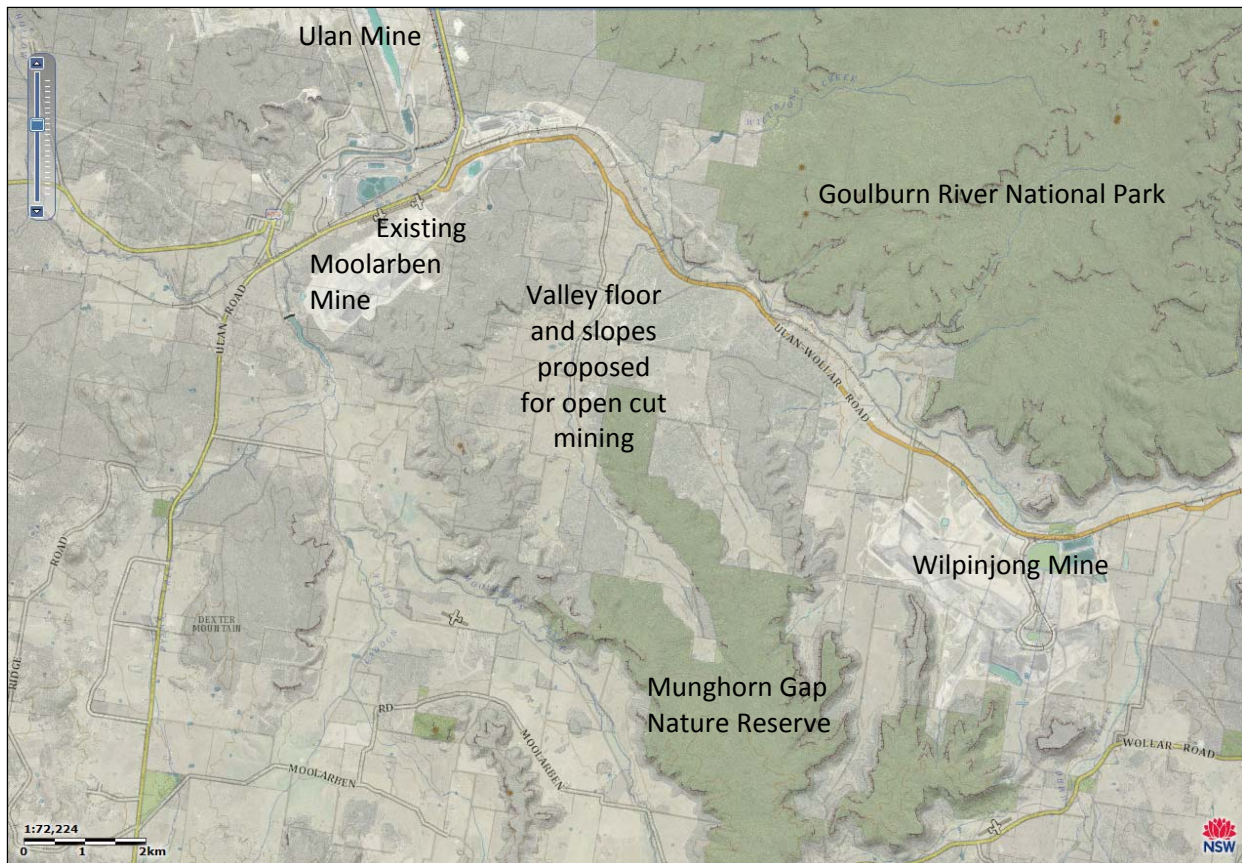 Ulan Mine
Goulburn River National Park
Existing
Moolarben
Mine
Valley floor
and slopes
proposed
for open cut
mining
ULAN ROAD
ULAN-WOLLAR ROAD
Wilpinjong Mine
ROAD
RIDGE
DEXTER
MOUNTAIN
Munghorn Gap
Nature Reserve
RD
MOOLARBEN
MOOLARBEN
WOLLAR ROAD
1:72,224
0 1 2km
NSW